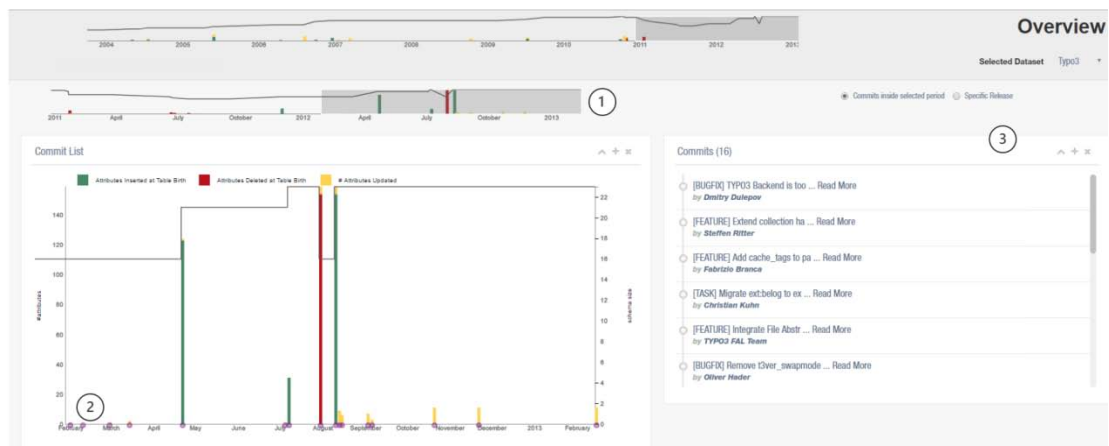 Overview
2004 2005 2006 2007 2008 2009 2010 2011 2012 2013
Selected Dataset Typo3
1
Commits inside selected period Specific Release
2011 April July October 2012 April July October 2013
3
Commit List
Commits (16)
Attributes Inserted at Table Birth Attributes Deleted at Table Birth # Attributes Updated
[BUGFIX] TYPO3 Backend is too ... Read More
by Dmitry Dulepov
[FEATURE] Extend collection ha ... Read More
by Steffen Ritter
[FEATURE] Add cache_tags to pa ... Read More
by Fabrizio Branca
[TASK] Migrate ext:belog to ex ... Read More
by Christian Kuhn
[FEATURE] Integrate File Abstr ... Read More
by TYPO3 FAL Team
[BUGFIX] Remove t3ver_swapmode ... Read More
by Oliver Hader
140
120
100
80
60
40
20
0
#attributes
22
20
18
16
14
12
10
8
6
4
2
0
schema size
2
February March April May June July August September October November December 2013 February